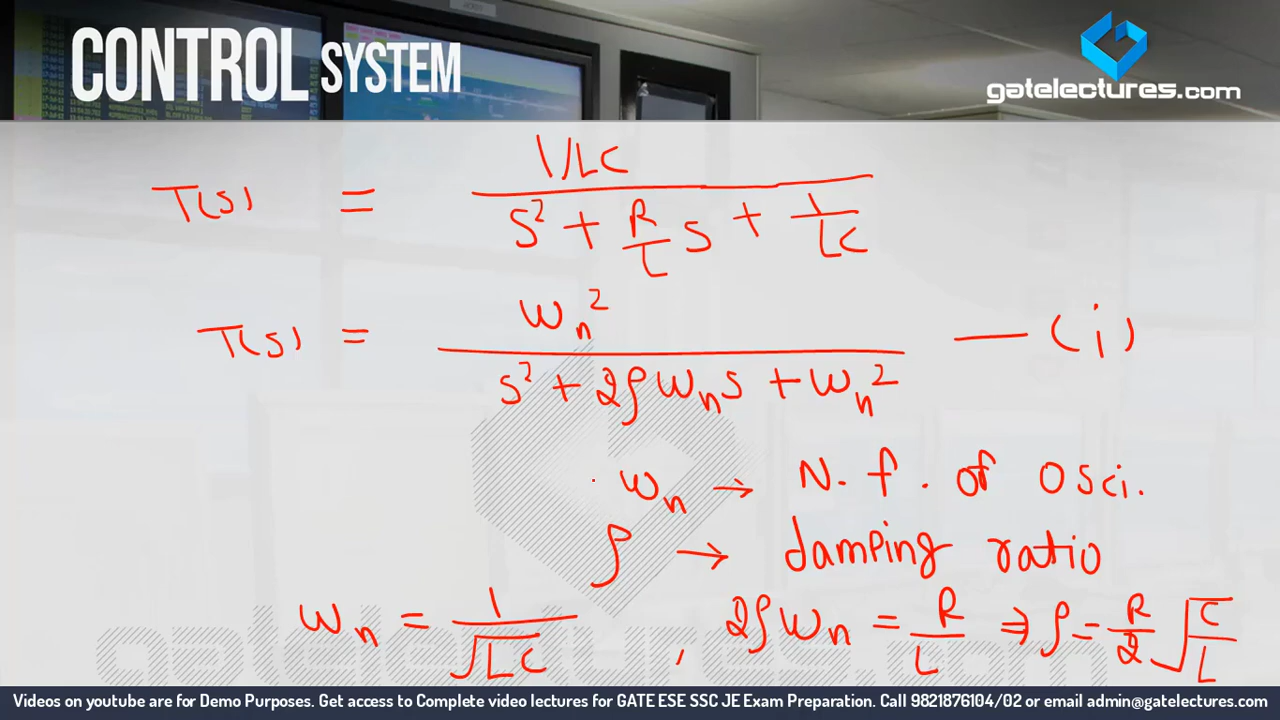 CONTROL SYSTEM
gatelectures.com
T(s) = 1/LC / (s² + R/L s + 1/LC)
T(s) = ωn² / (s² + 2ρωns + ωn²) — (i)
ωn → N.f. of Osci.
ρ → damping ratio
ωn = 1/√LC , 2ρωn = R/L ⇒ ρ = R/2 √C/L
gatelectures.com
Videos on youtube are for Demo Purposes. Get access to Complete video lectures for GATE ESE SSC JE Exam Preparation. Call 9821876104/02 or email admin@gatelectures.com